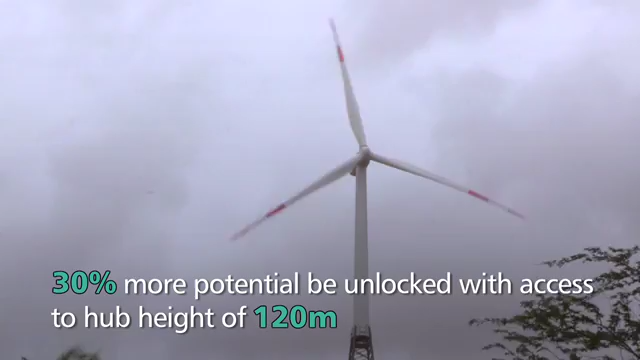 30% more potential be unlocked with access
to hub height of 120m